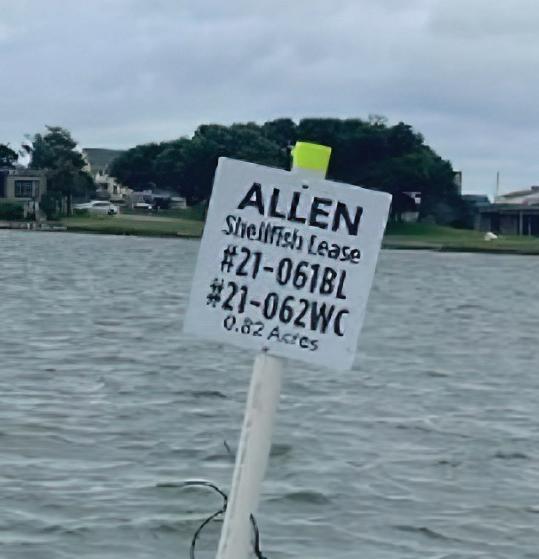 ALLEN
Shellfish Lease
#21-061BL
#21-062WC
0.82 Acres